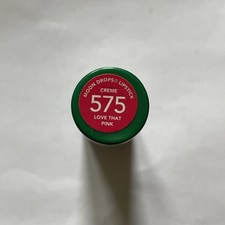 MOON DROPS® LIPSTICK
CREME
575
LOVE THAT
PINK